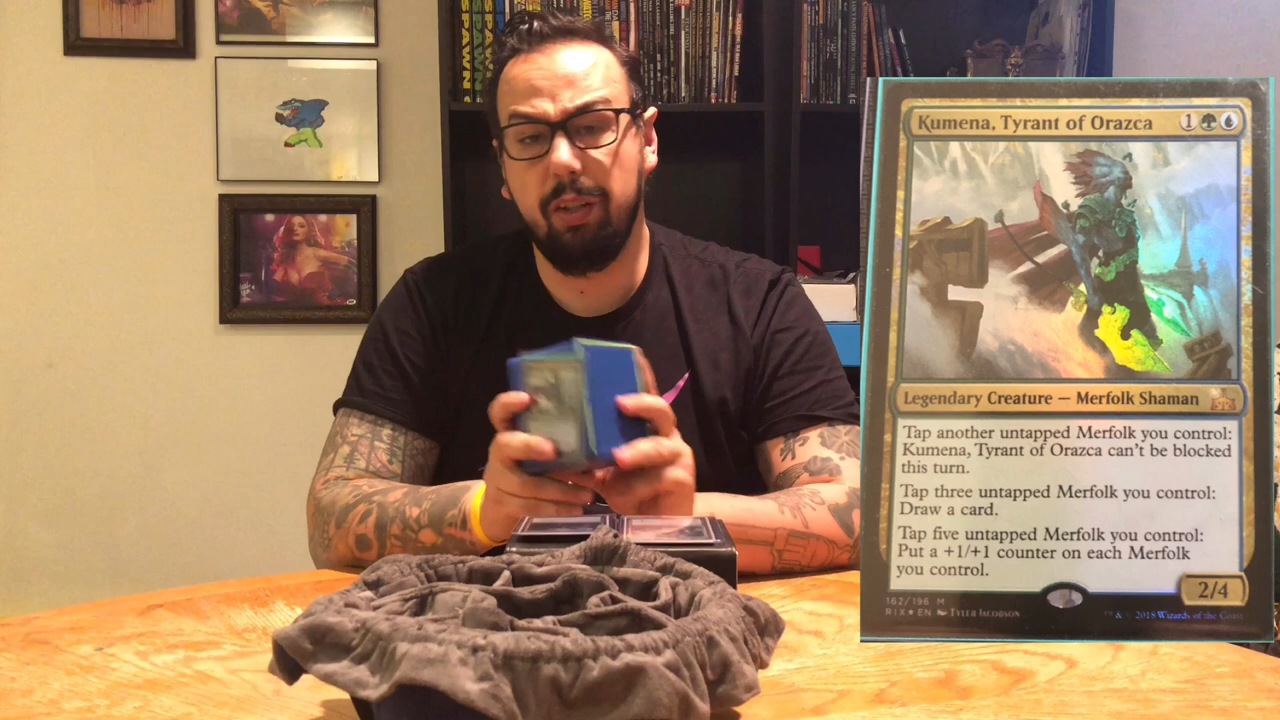 SPAWN
SPAWN
SPAWN
Kumena, Tyrant of Orazca 1
Legendary Creature — Merfolk Shaman
Tap another untapped Merfolk you control:
Kumena, Tyrant of Orazca can't be blocked
this turn.
Tap three untapped Merfolk you control:
Draw a card.
Tap five untapped Merfolk you control:
Put a +1/+1 counter on each Merfolk
you control.
2/4
162/196 M
RIX★EN TYLER JACOBSON
™ & © 2018 Wizards of the Coast